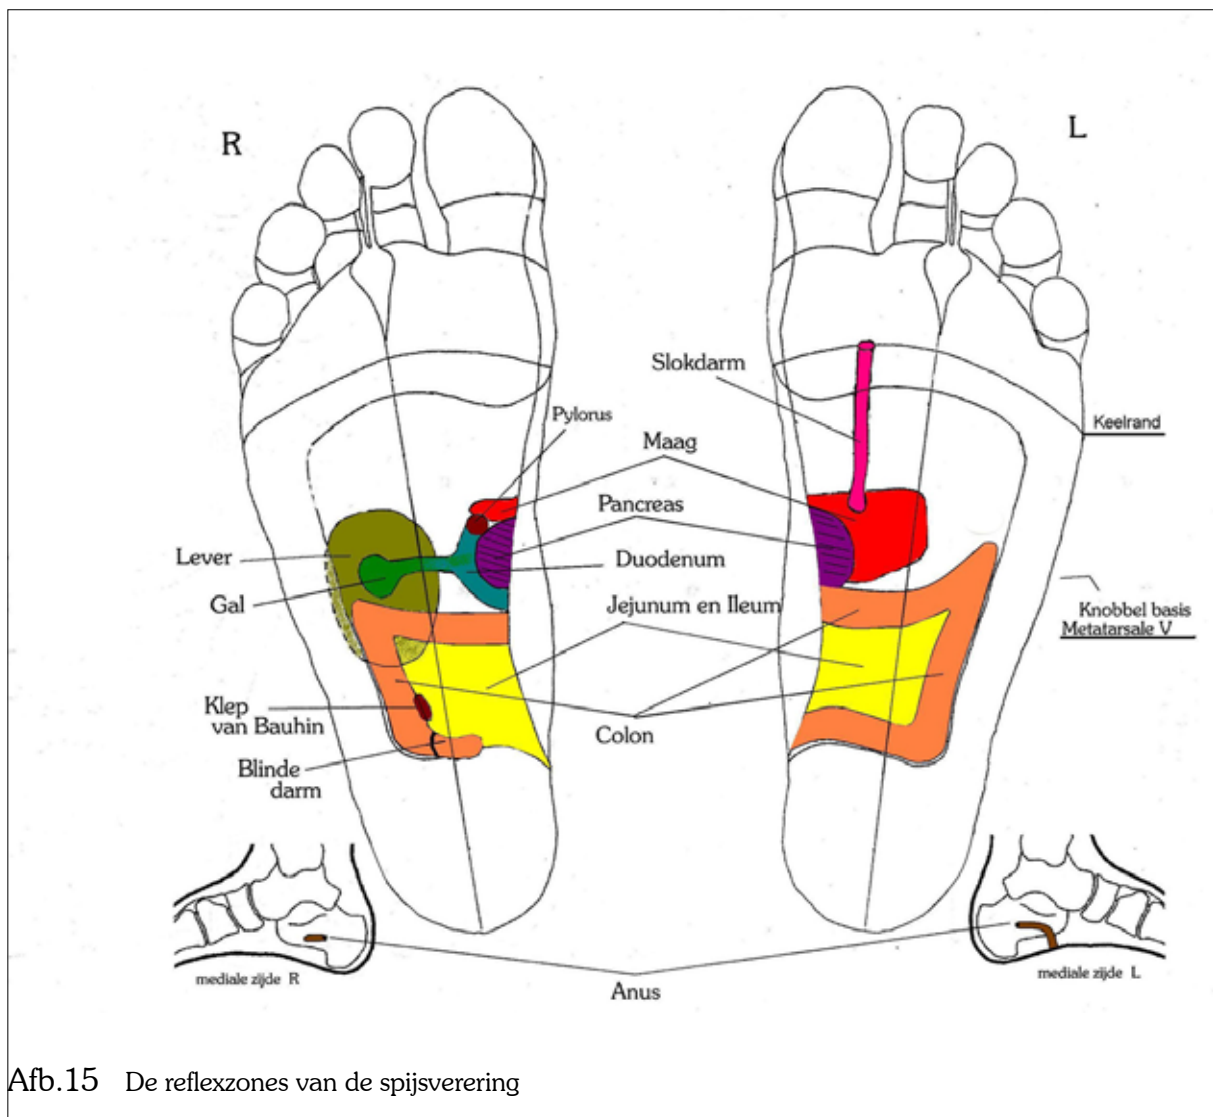 R
L
Slokdarm
Keelrand
Pylorus
Maag
Pancreas
Lever
Duodenum
Gal
Jejunum en Ileum
Knobbel basis
Metatarsale V
Klep
van Bauhin
Colon
Blinde
darm
mediale zijde R
mediale zijde L
Anus
Afb.15 De reflexzones van de spijsverering